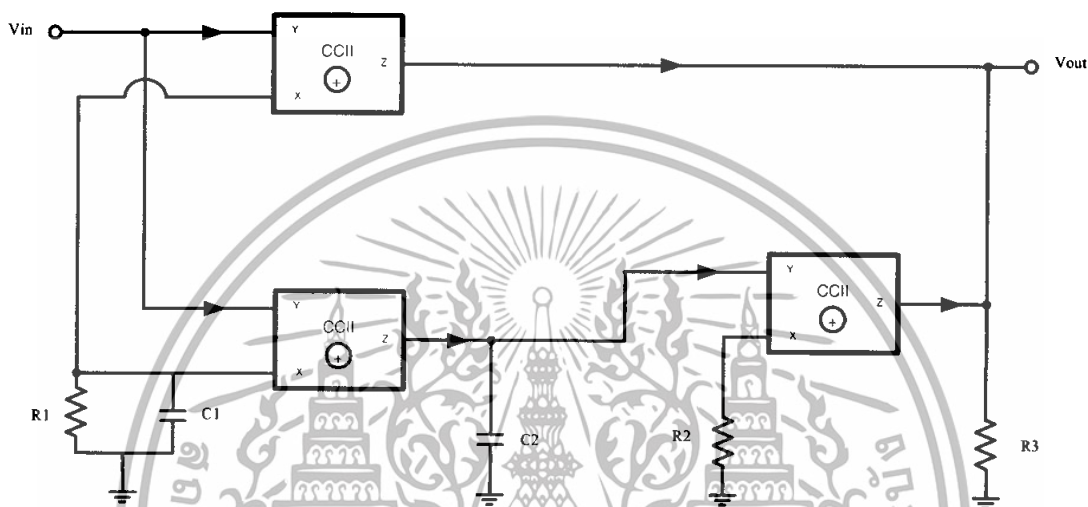 Vin
Y
CCII
+
Z
X
Vout
Y
CCII
+
Z
X
Y
CCII
+
Z
X
R1
C1
C2
R2
R3